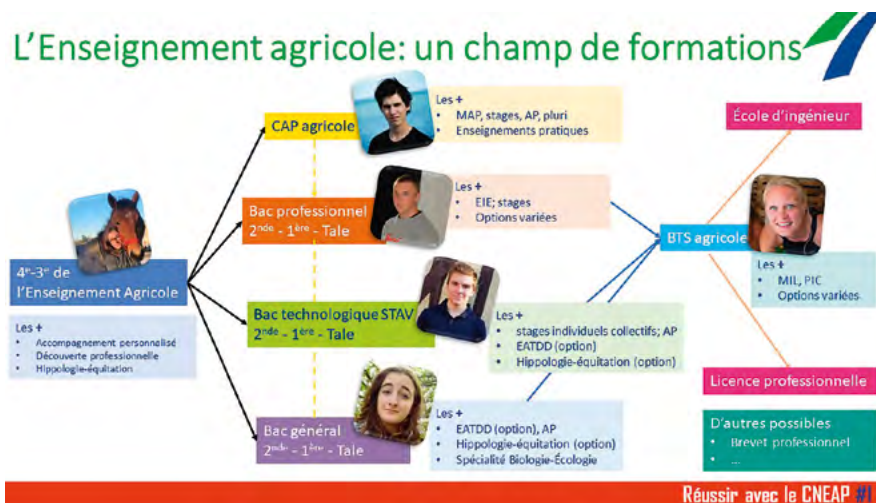 L'Enseignement agricole: un champ de formations
CAP agricole
Les +
• MAP, stages, AP, pluri
• Enseignements pratiques
École d'ingénieur
Bac professionnel
2nde - 1ère - Tale
Les +
• EIE; stages
• Options variées
BTS agricole
Les +
• MIL, PIC
• Options variées
4e-3e de
l'Enseignement Agricole
Les +
• Accompagnement personnalisé
• Découverte professionnelle
• Hippologie-équitation
Bac technologique STAV
2nde - 1ère - Tale
Les +
• stages individuels collectifs; AP
• EATDD (option)
• Hippologie-équitation (option)
Licence professionnelle
Bac général
2nde - 1ère - Tale
Les +
• EATDD (option), AP
• Hippologie-équitation (option)
• Spécialité Biologie-Écologie
D'autres possibles
• Brevet professionnel
• ...
Réussir avec le CNEAP #!